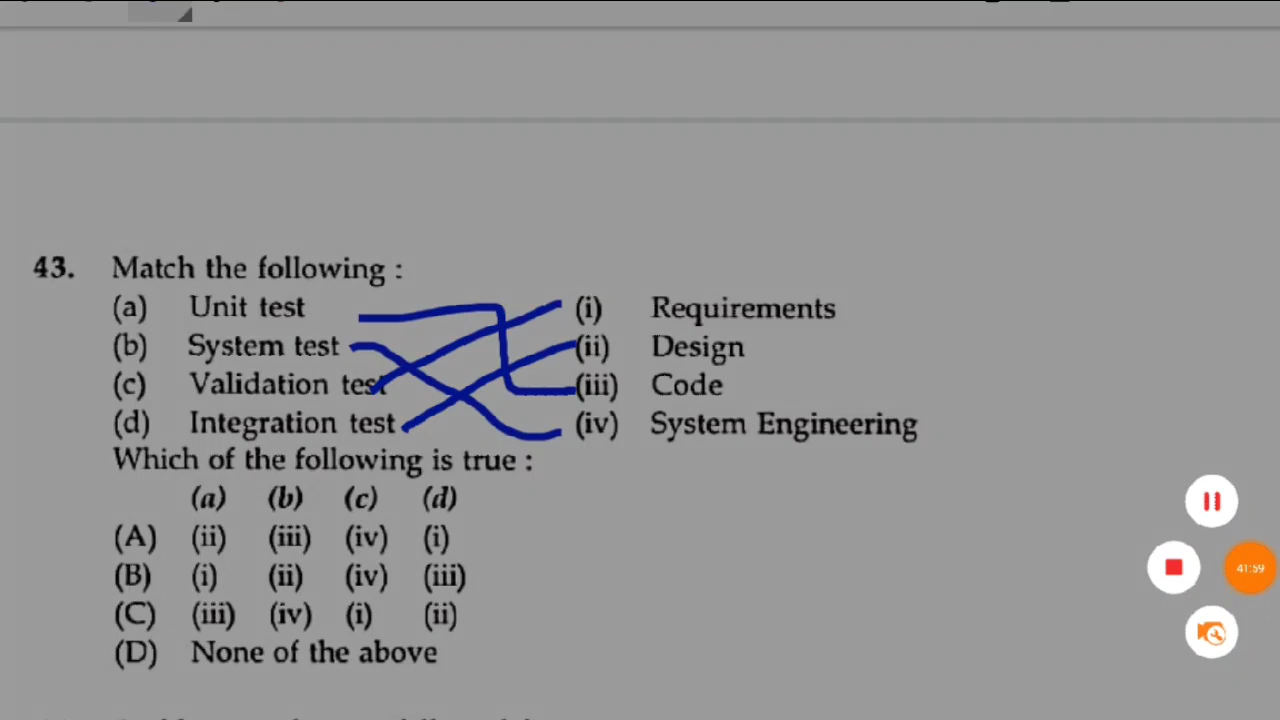 43. Match the following :
(a) Unit test (i) Requirements
(b) System test (ii) Design
(c) Validation test (iii) Code
(d) Integration test (iv) System Engineering
Which of the following is true :
(a) (b) (c) (d)
(A) (ii) (iii) (iv) (i)
(B) (i) (ii) (iv) (iii)
(C) (iii) (iv) (i) (ii)
(D) None of the above
41:59